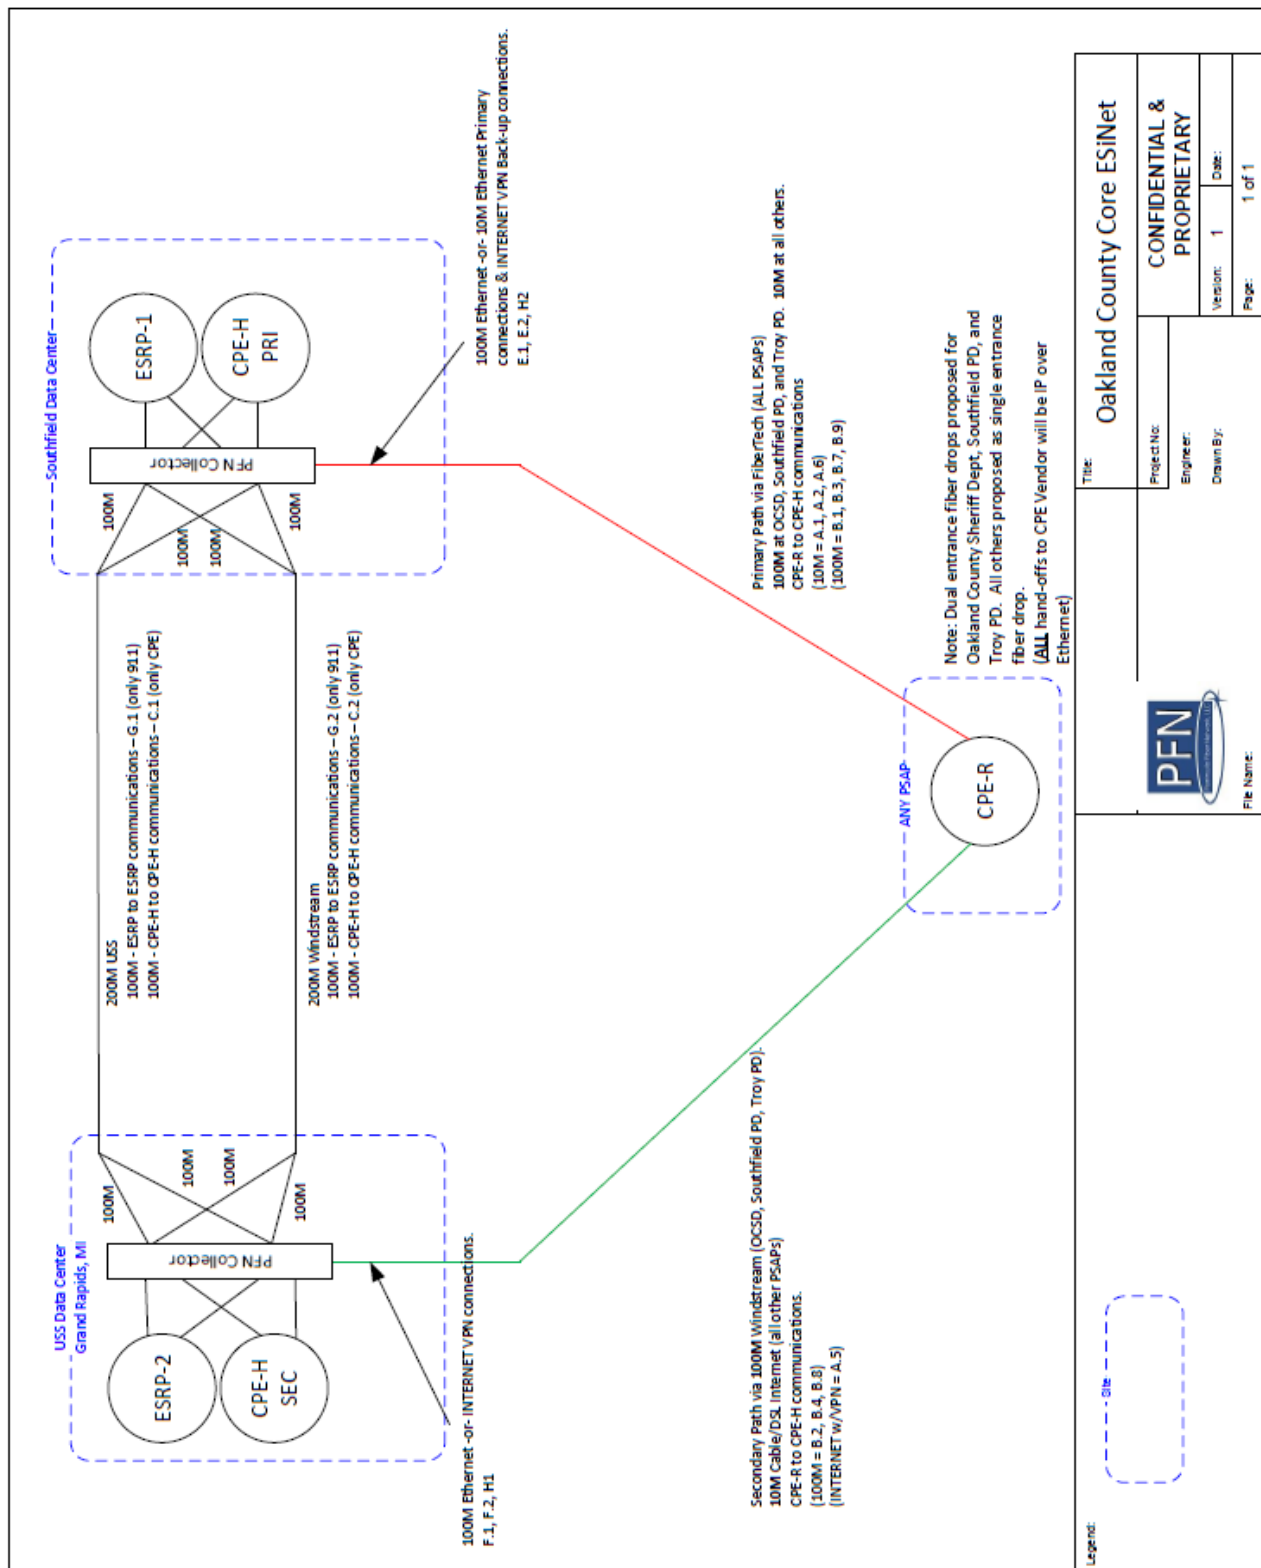 USS Data Center
Grand Rapids, MI
ESRP-2
CPE-H
SEC
PFN Collector
100M
100M
100M
100M
200M USS
100M - ESRP to ESRP communications – G.1 (only 911)
100M - CPE-H to CPE-H communications – C.1 (only CPE)
200M Windstream
100M - ESRP to ESRP communications – G.2 (only 911)
100M - CPE-H to CPE-H communications – C.2 (only CPE)
Southfield Data Center
100M
100M
100M
100M
PFN Collector
ESRP-1
CPE-H
PRI
100M Ethernet -or- INTERNET VPN connections.
F.1, F.2, H1
100M Ethernet -or- 10M Ethernet Primary
connections & INTERNET VPN Back-up connections.
E.1, E.2, H2
Secondary Path via 100M Windstream (OCSD, Southfield PD, Troy PD).
10M Cable/DSL Internet (all other PSAPs)
CPE-R to CPE-H communications.
(100M = B.2, B.4, B.8)
(INTERNET w/VPN = A.5)
Primary Path via FiberTech (ALL PSAPs)
100M at OCSD, Southfield PD, and Troy PD.  10M at all others.
CPE-R to CPE-H communications
(10M = A.1, A.2, A.6)
(100M = B.1, B.3, B.7, B.9)
ANY PSAP
CPE-R
Note: Dual entrance fiber drops proposed for
Oakland County Sheriff Dept, Southfield PD, and
Troy PD.  All others proposed as single entrance
fiber drop.
(ALL hand-offs to CPE Vendor will be IP over
Ethernet)
Legend:
Site
PFN
File Name:
Title:
Oakland County Core ESiNet
Project No:
Engineer:
Drawn By:
CONFIDENTIAL &
PROPRIETARY
Version: 1
Date:
Page: 1 of 1